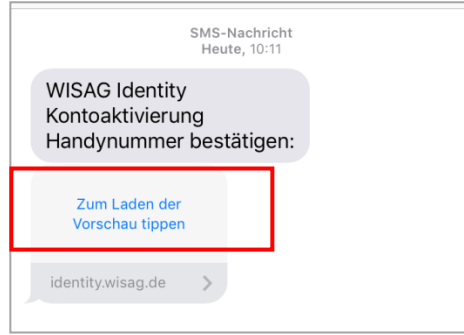 SMS-Nachricht
Heute, 10:11
WISAG Identity
Kontoaktivierung
Handynummer bestätigen:
Zum Laden der
Vorschau tippen
identity.wisag.de